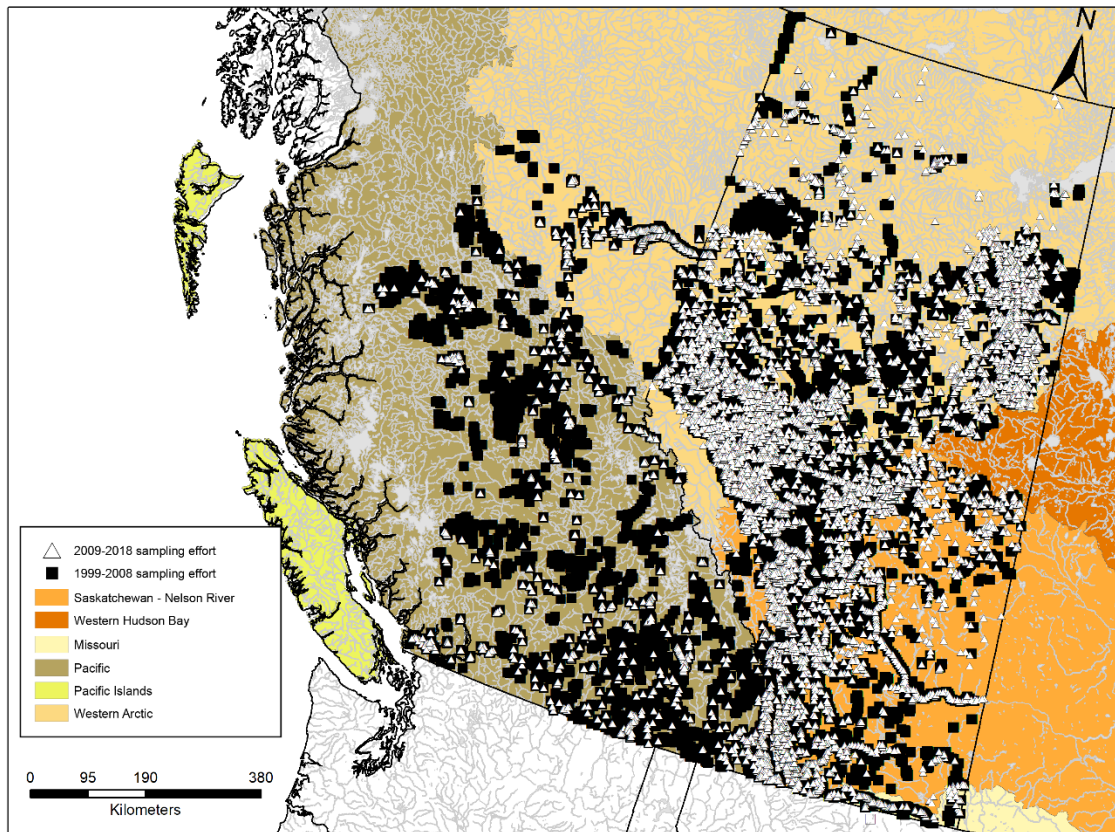 N
2009-2018 sampling effort
1999-2008 sampling effort
Saskatchewan - Nelson River
Western Hudson Bay
Missouri
Pacific
Pacific Islands
Western Arctic
0 95 190 380
Kilometers